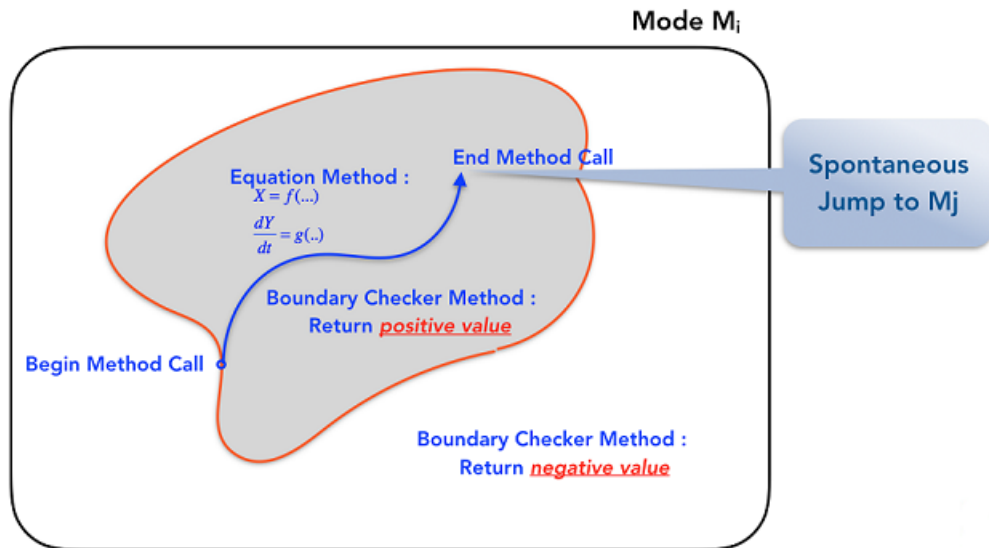 Mode Mᵢ
End Method Call
Equation Method :
X = f(...)
dY/dt = g(..)
Spontaneous
Jump to Mj
Boundary Checker Method :
Return positive value
Begin Method Call
Boundary Checker Method :
Return negative value